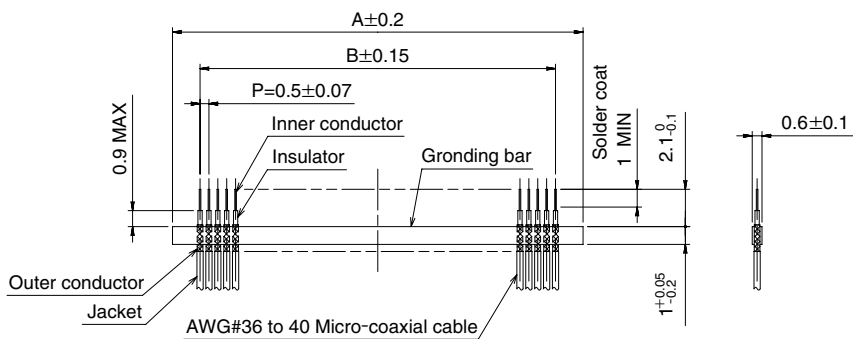 A±0.2
B±0.15
P=0.5±0.07
0.9 MAX
Inner conductor
Insulator
Gronding bar
Solder coat
1 MIN
2.1 0 -0.1
0.6±0.1
Outer conductor
Jacket
AWG#36 to 40 Micro-coaxial cable
1 +0.05 -0.2